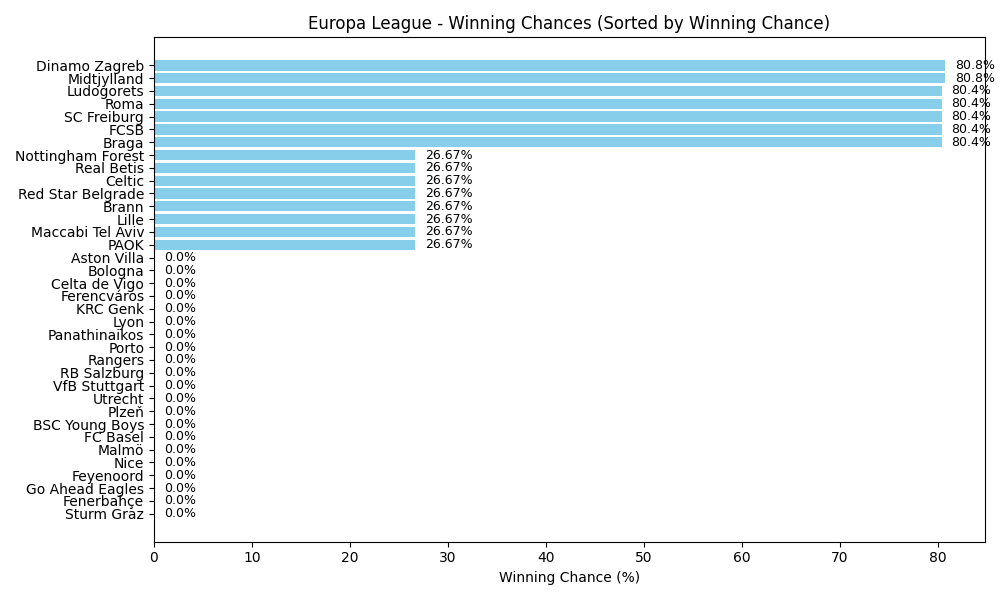 Europa League - Winning Chances (Sorted by Winning Chance)
Dinamo Zagreb 80.8%
Midtjylland 80.8%
Ludogorets 80.4%
Roma 80.4%
SC Freiburg 80.4%
FCSB 80.4%
Braga 80.4%
Nottingham Forest 26.67%
Real Betis 26.67%
Celtic 26.67%
Red Star Belgrade 26.67%
Brann 26.67%
Lille 26.67%
Maccabi Tel Aviv 26.67%
PAOK 26.67%
Aston Villa 0.0%
Bologna 0.0%
Celta de Vigo 0.0%
Ferencváros 0.0%
KRC Genk 0.0%
Lyon 0.0%
Panathinaikos 0.0%
Porto 0.0%
Rangers 0.0%
RB Salzburg 0.0%
VfB Stuttgart 0.0%
Utrecht 0.0%
Plzeň 0.0%
BSC Young Boys 0.0%
FC Basel 0.0%
Malmö 0.0%
Nice 0.0%
Feyenoord 0.0%
Go Ahead Eagles 0.0%
Fenerbahçe 0.0%
Sturm Graz 0.0%
0 10 20 30 40 50 60 70 80
Winning Chance (%)